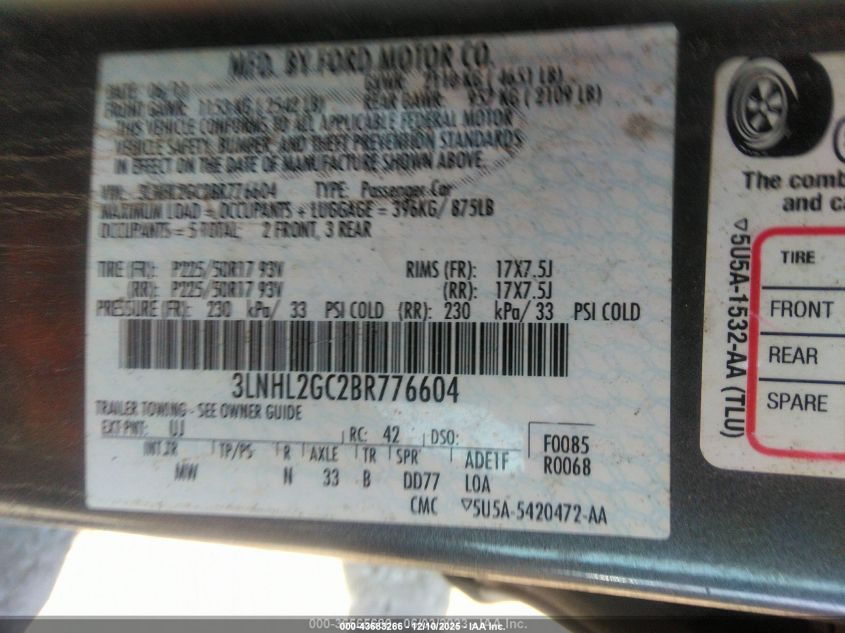 MFD. BY FORD MOTOR CO.
DATE: 06/10
GVWR: 2110 KG ( 4651 LB)
FRONT GAWR: 1153 KG ( 2542 LB)
REAR GAWR: 957 KG ( 2109 LB)
THIS VEHICLE CONFORMS TO ALL APPLICABLE FEDERAL MOTOR
VEHICLE SAFETY, BUMPER, AND THEFT PREVENTION STANDARDS
IN EFFECT ON THE DATE OF MANUFACTURE SHOWN ABOVE.
VIN: 3LNHL2GC2BR776604 TYPE: Passenger Car
MAXIMUM LOAD = OCCUPANTS + LUGGAGE = 396KG/ 875LB
OCCUPANTS = 5 TOTAL, 2 FRONT, 3 REAR
TIRE (FR): P225/50R17 93V RIMS (FR): 17X7.5J
(RR): P225/50R17 93V (RR): 17X7.5J
PRESSURE (FR): 230 kPa/ 33 PSI COLD (RR): 230 kPa/ 33 PSI COLD
3LNHL2GC2BR776604
TRAILER TOWING - SEE OWNER GUIDE
EXT PNT: UJ RC: 42 DSO:
F0085
R0068
INT TR TP/PS R AXLE TR SPR ADE1F
MW N 33 B DD77 LOA
CMC ▽5U5A-5420472-AA
▽5U5A-1532-AA (TLU)
The comb
and ca
TIRE
FRONT
REAR
SPARE
43683266 - 12/10/2025 - IAA Inc.